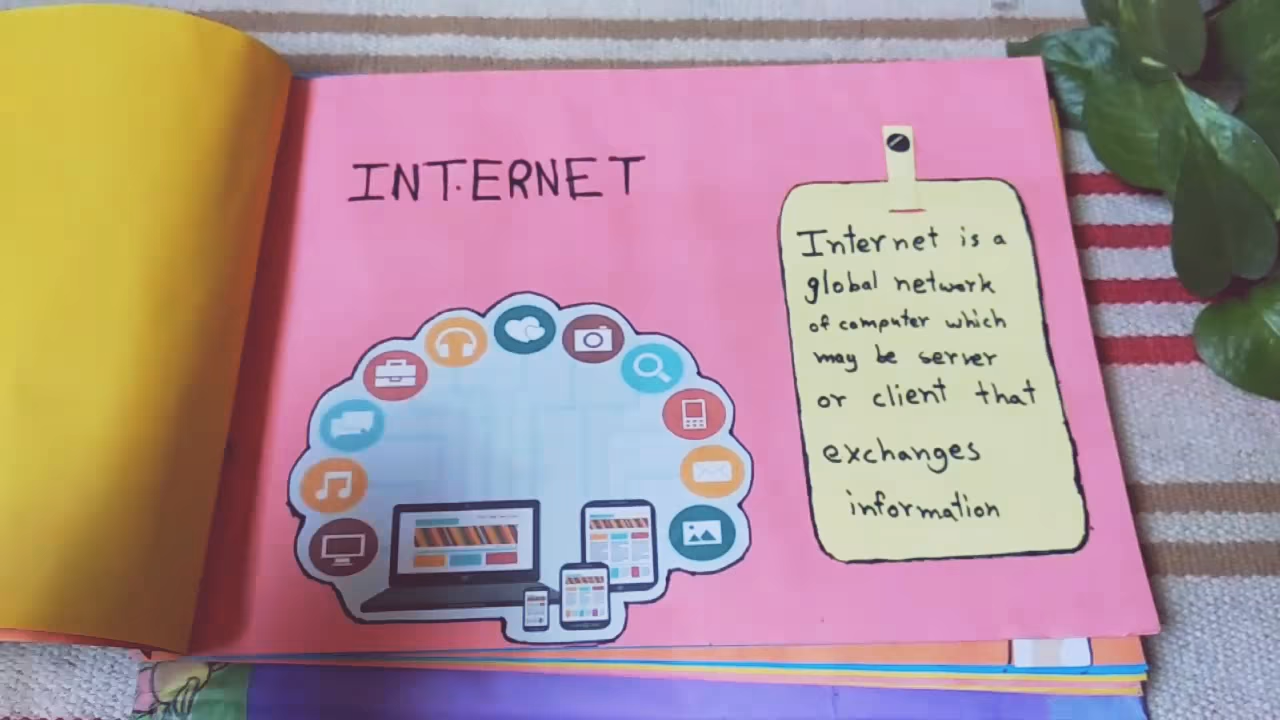 INTERNET
Internet is a
global network
of computer which
may be server
or client that
exchanges
information